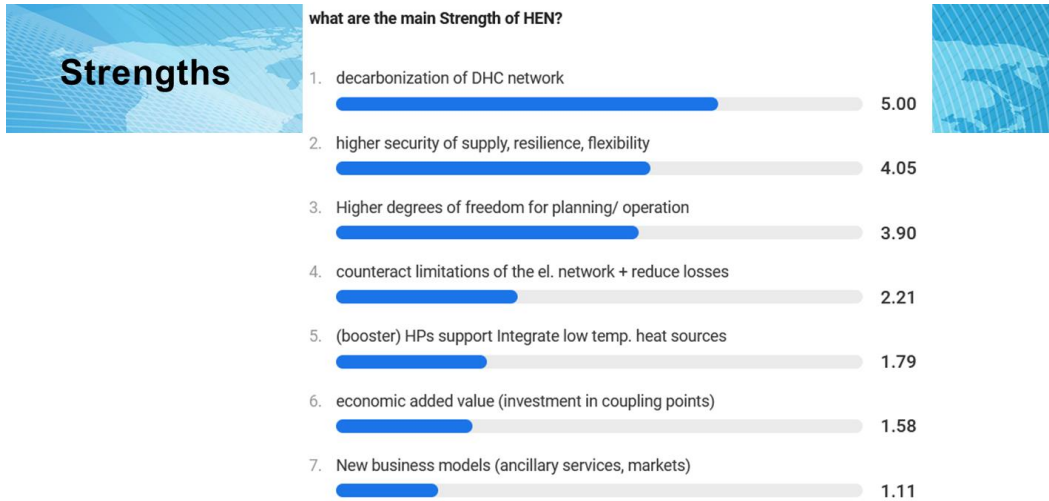 Strengths
what are the main Strength of HEN?
1. decarbonization of DHC network
5.00
2. higher security of supply, resilience, flexibility
4.05
3. Higher degrees of freedom for planning/ operation
3.90
4. counteract limitations of the el. network + reduce losses
2.21
5. (booster) HPs support Integrate low temp. heat sources
1.79
6. economic added value (investment in coupling points)
1.58
7. New business models (ancillary services, markets)
1.11